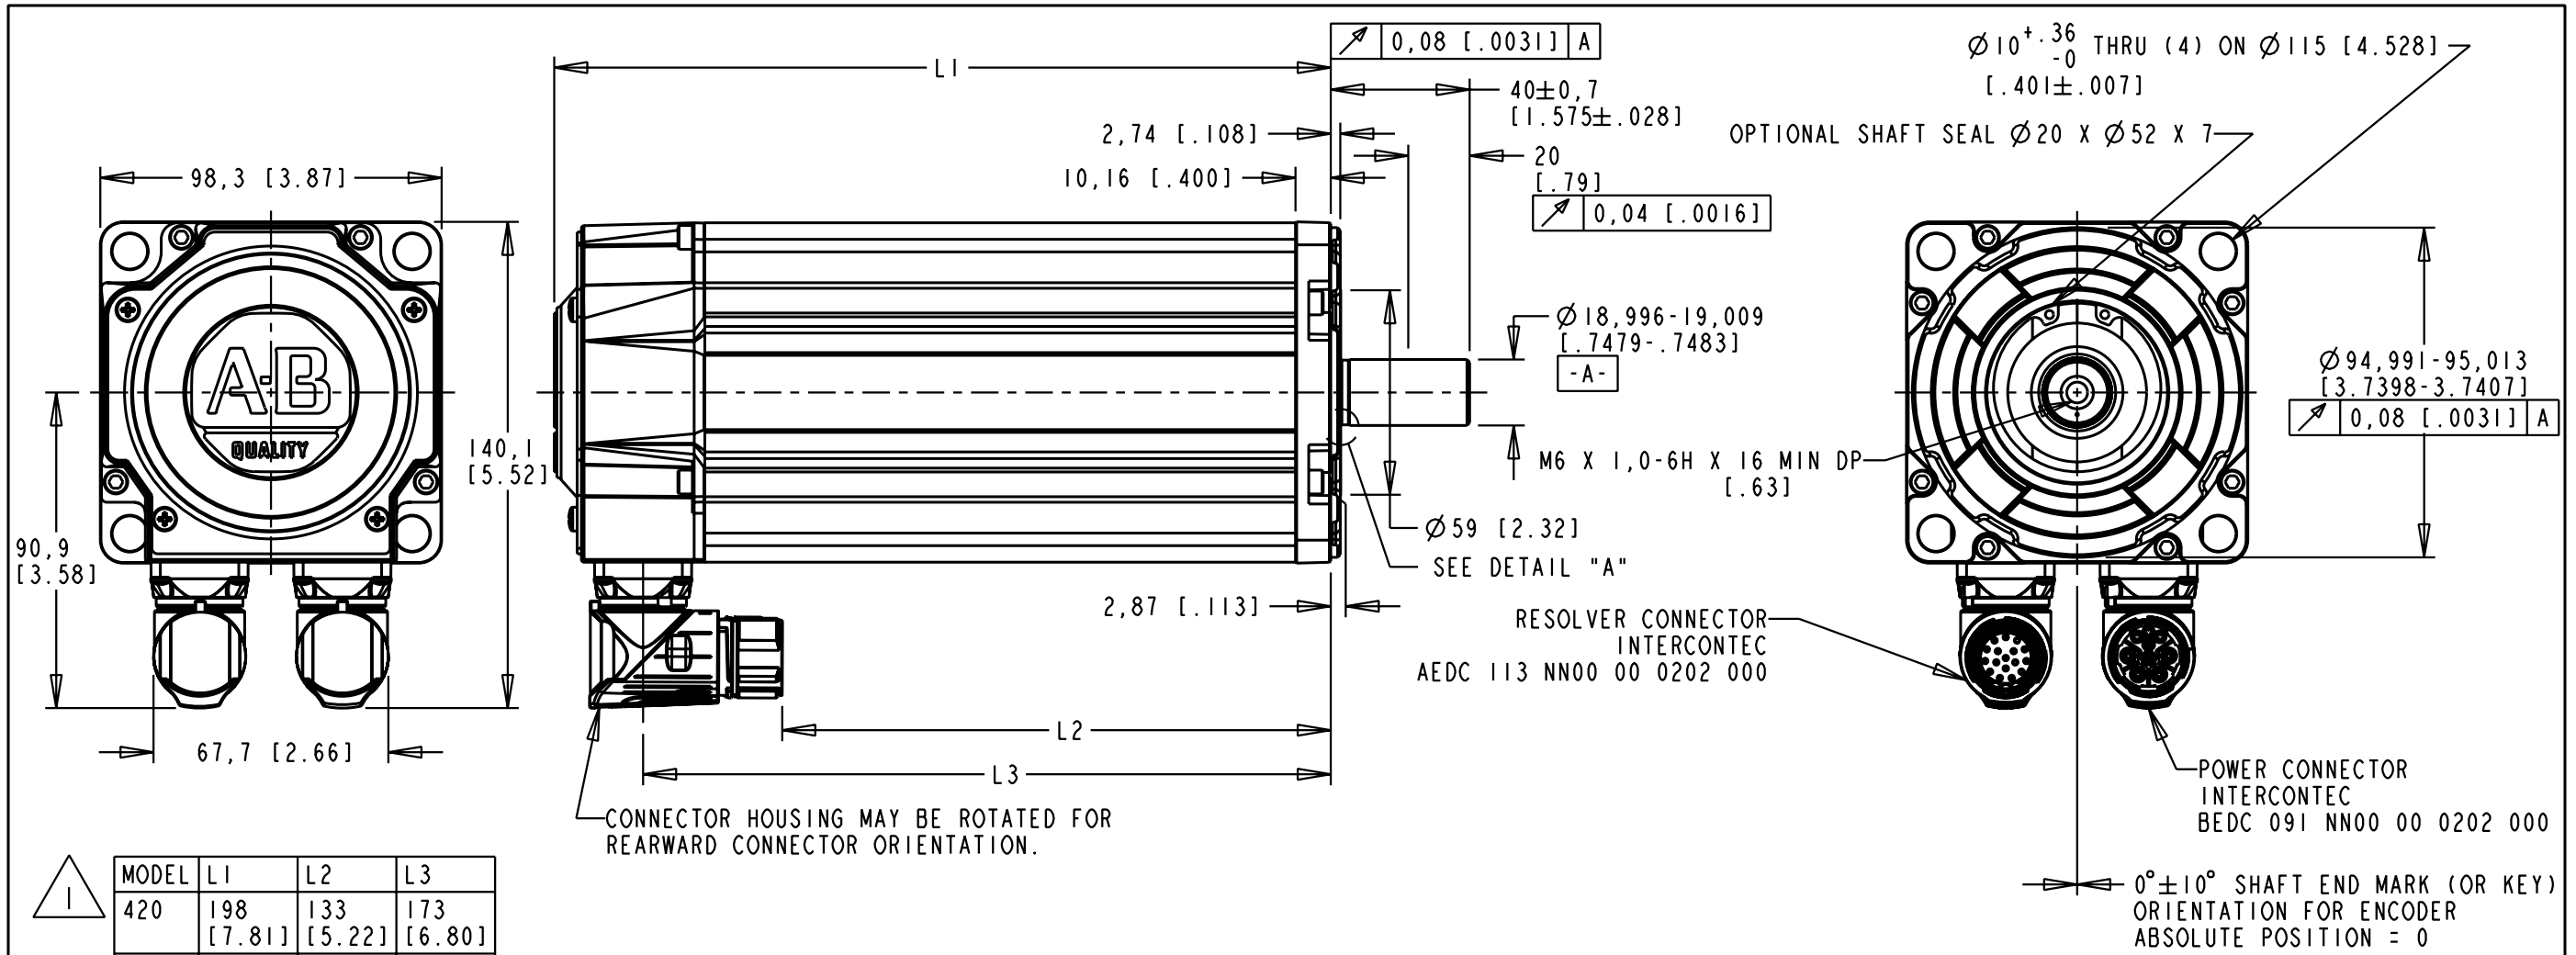 0,08 [.0031] A
L1
40±0,7
[1.575±.028]
Ø10 +.36 -0 THRU (4) ON Ø115 [4.528]
[.401±.007]
2,74 [.108]
OPTIONAL SHAFT SEAL Ø20 X Ø52 X 7
20
[.79]
10,16 [.400]
98,3 [3.87]
0,04 [.0016]
Ø18,996-19,009
[.7479-.7483]
-A-
A-B
QUALITY
Ø94,991-95,013
[3.7398-3.7407]
0,08 [.0031] A
140,1
[5.52]
M6 X 1,0-6H X 16 MIN DP
[.63]
Ø59 [2.32]
SEE DETAIL "A"
90,9
[3.58]
2,87 [.113]
RESOLVER CONNECTOR
INTERCONTEC
AEDC 113 NN00 00 0202 000
67,7 [2.66]
L2
L3
POWER CONNECTOR
INTERCONTEC
BEDC 091 NN00 00 0202 000
CONNECTOR HOUSING MAY BE ROTATED FOR
REARWARD CONNECTOR ORIENTATION.
0°±10° SHAFT END MARK (OR KEY)
ORIENTATION FOR ENCODER
ABSOLUTE POSITION = 0
1
MODEL L1 L2 L3
420 198 133 173
[7.81] [5.22] [6.80]